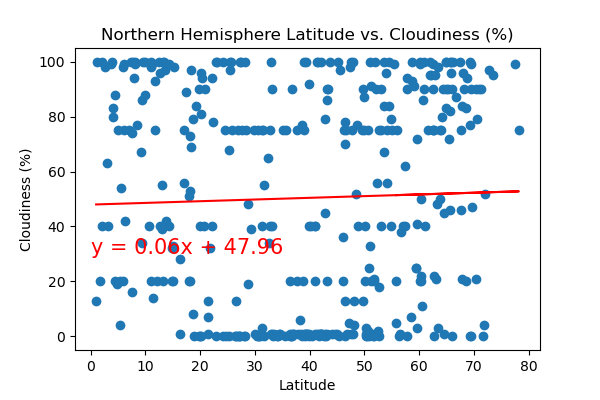 Northern Hemisphere Latitude vs. Cloudiness (%)
100
80
60
40
20
0
Cloudiness (%)
y = 0.06x + 47.96
0 10 20 30 40 50 60 70 80
Latitude